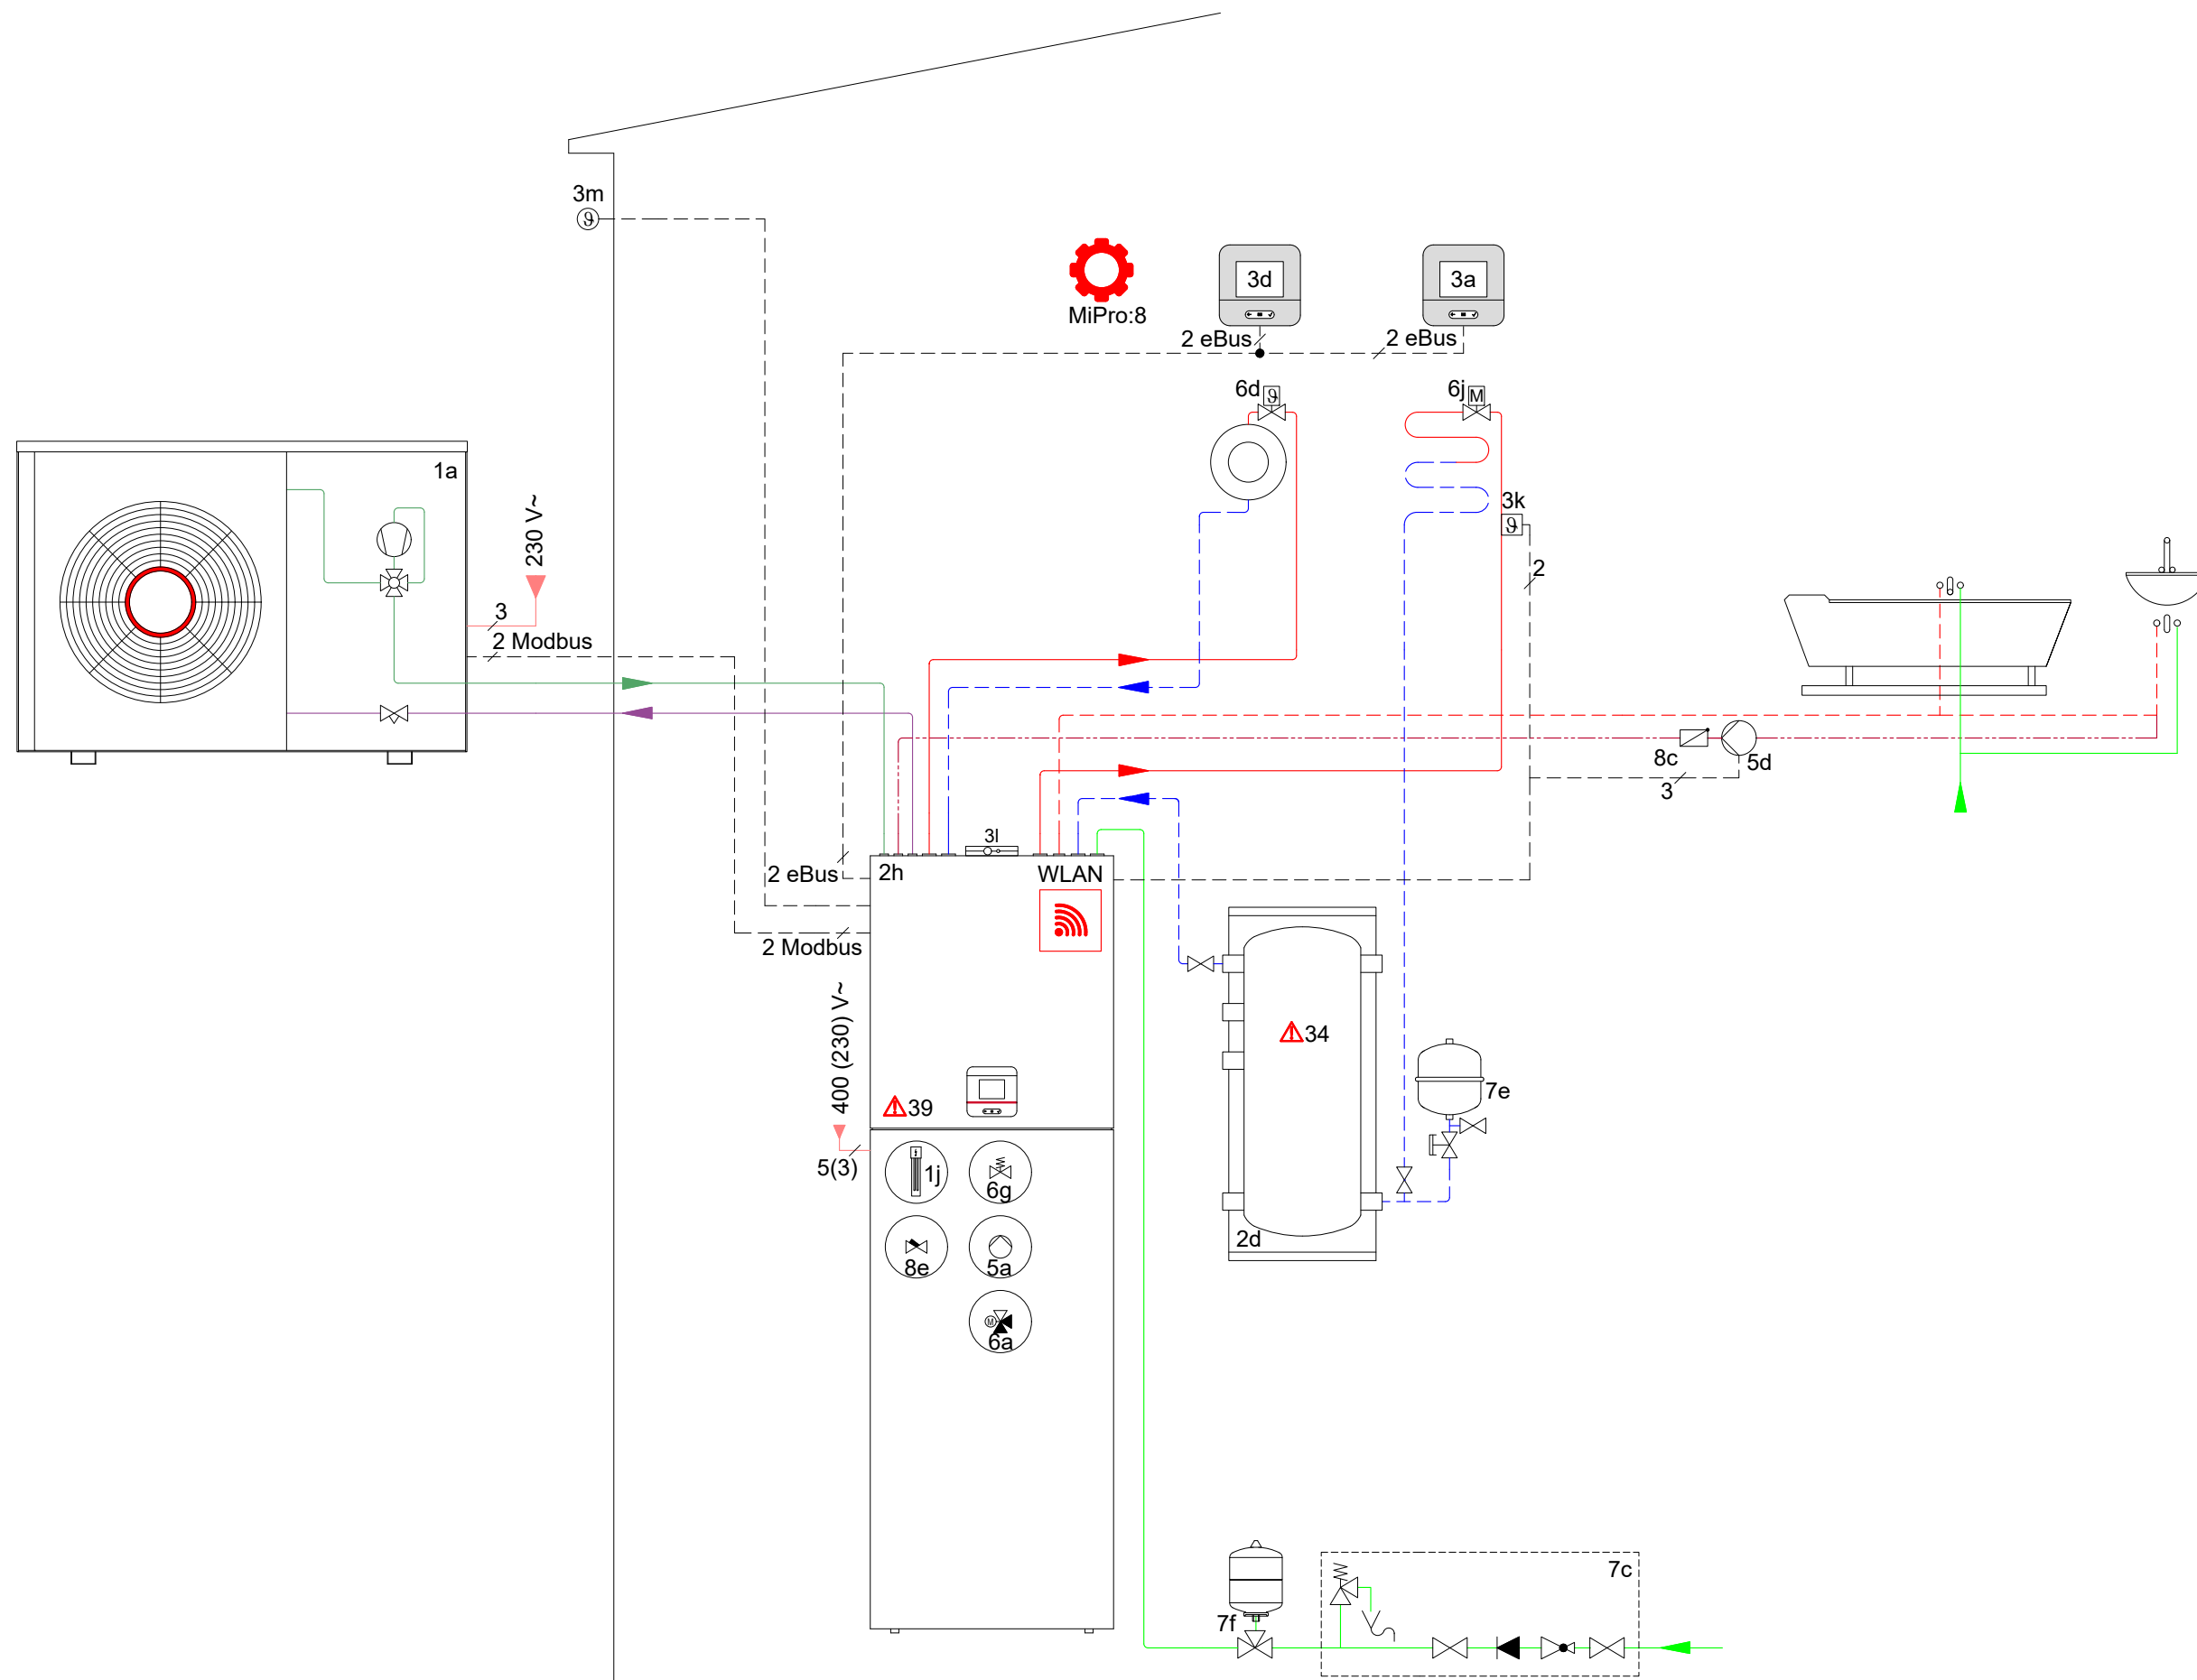 3m
MiPro:8
3d
3a
2 eBus
2 eBus
6d
ϑ
6j
M
1a
230 V~
3k
ϑ
2
3
2 Modbus
8c
5d
3
3l
2 eBus
2h
WLAN
2 Modbus
400 (230) V~
34
39
7e
5(3)
1j
6g
2d
8e
5a
M
6a
7c
7f